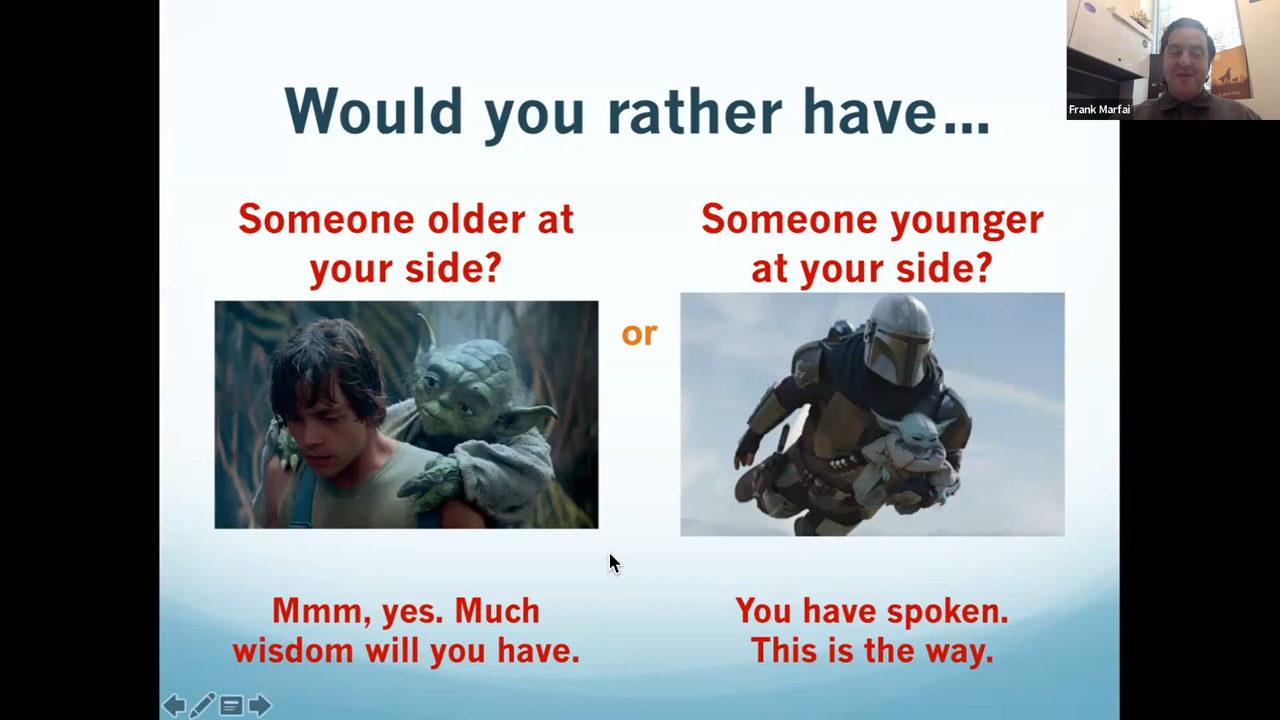 Would you rather have...
Frank Marfai
Someone older at
your side?
or
Someone younger
at your side?
Mmm, yes. Much
wisdom will you have.
You have spoken.
This is the way.